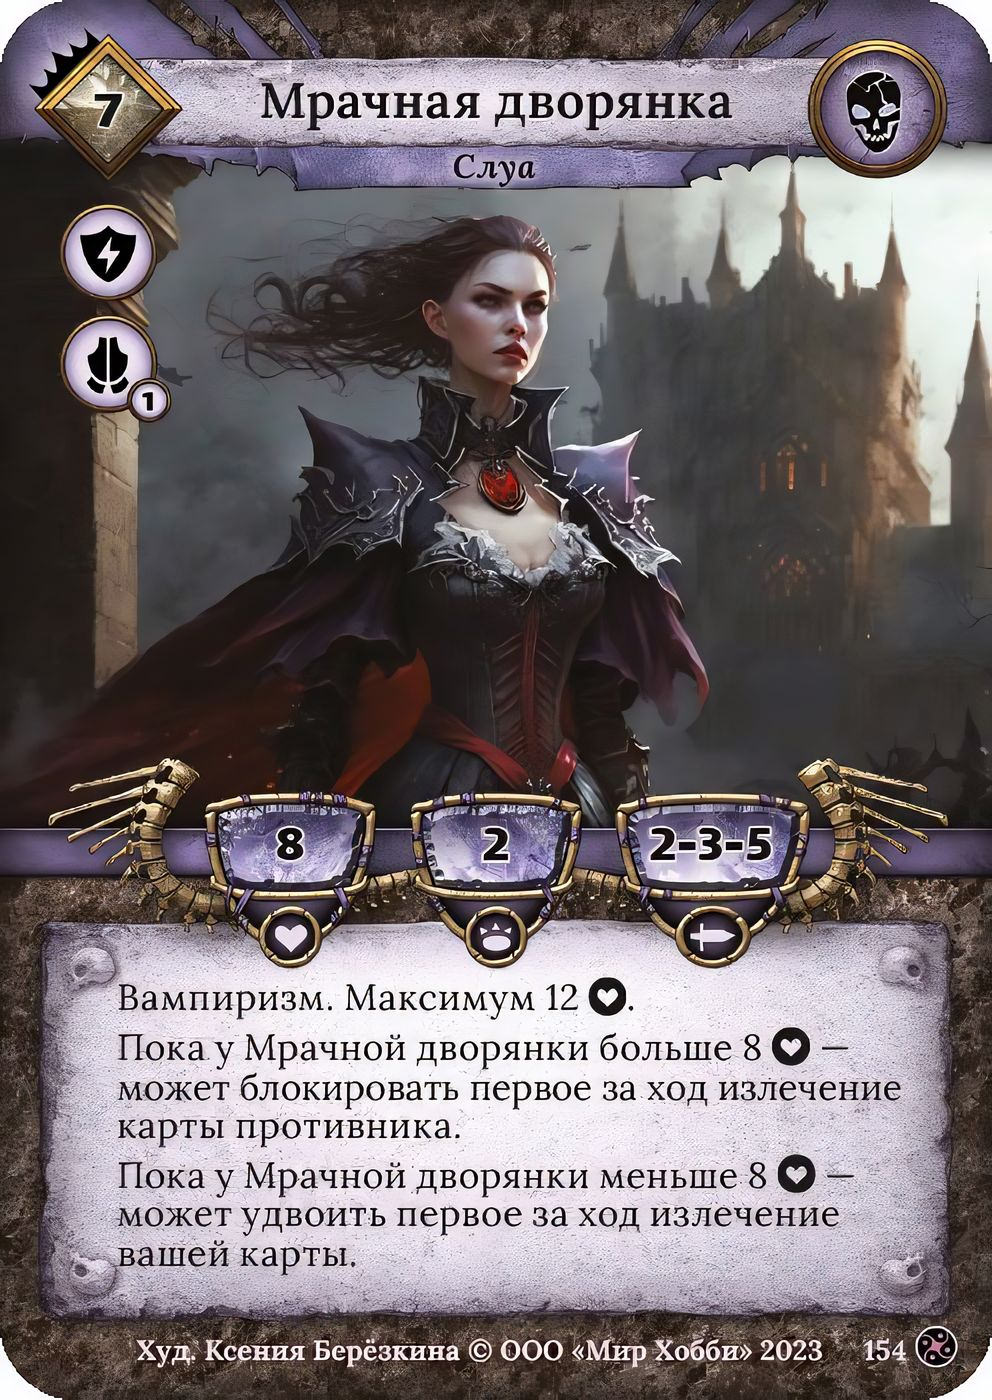 7
Мрачная дворянка
Слуа
1
8
2
2-3-5
Вампиризм. Максимум 12 .
Пока у Мрачной дворянки больше 8 —
может блокировать первое за ход излечение
карты противника.
Пока у Мрачной дворянки меньше 8 —
может удвоить первое за ход излечение
вашей карты.
Худ. Ксения Берёзкина © ООО «Мир Хобби» 2023 154